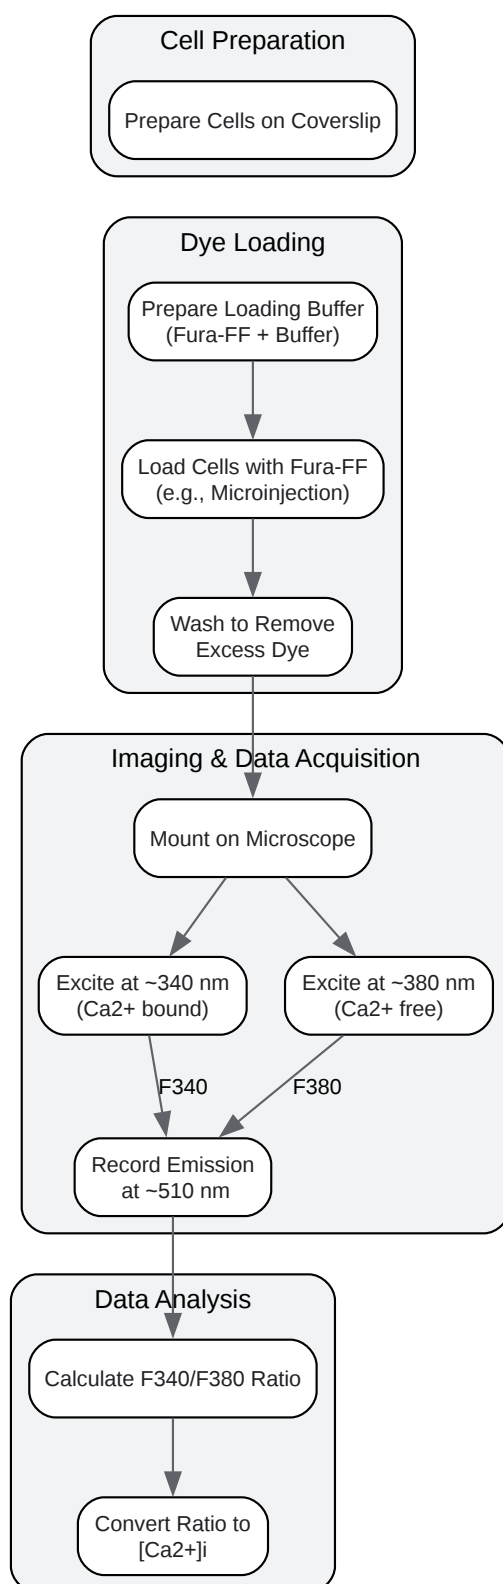 Cell Preparation
Prepare Cells on Coverslip
Dye Loading
Prepare Loading Buffer
(Fura-FF + Buffer)
Load Cells with Fura-FF
(e.g., Microinjection)
Wash to Remove
Excess Dye
Imaging & Data Acquisition
Mount on Microscope
Excite at ~340 nm
(Ca2+ bound)
Excite at ~380 nm
(Ca2+ free)
F340
F380
Record Emission
at ~510 nm
Data Analysis
Calculate F340/F380 Ratio
Convert Ratio to
[Ca2+]i